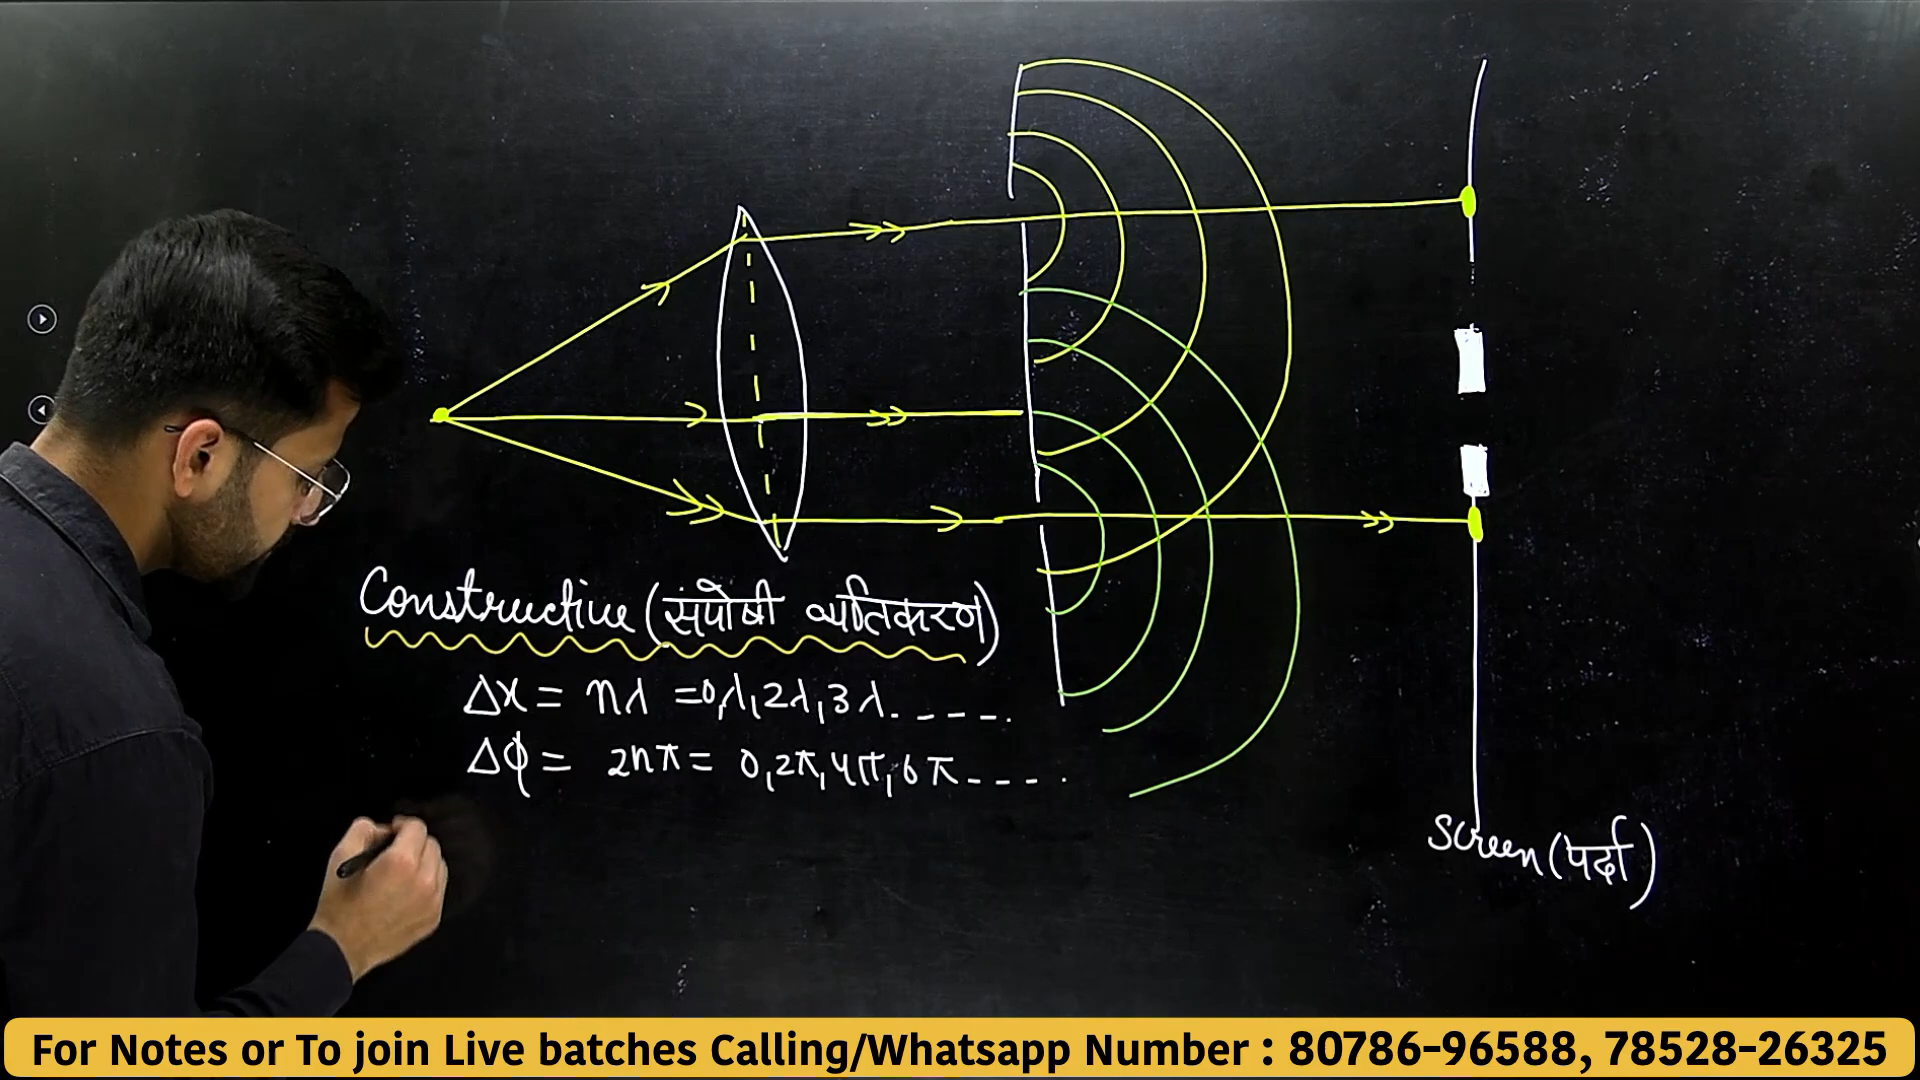 Constructive (संपोषी व्यतिकरण)
Δx = nλ = 0, λ, 2λ, 3λ - - - - .
Δϕ = 2nπ = 0, 2π, 4π, 6π - - - - .
Screen (पर्दा)
For Notes or To join Live batches Calling/Whatsapp Number : 80786-96588, 78528-26325